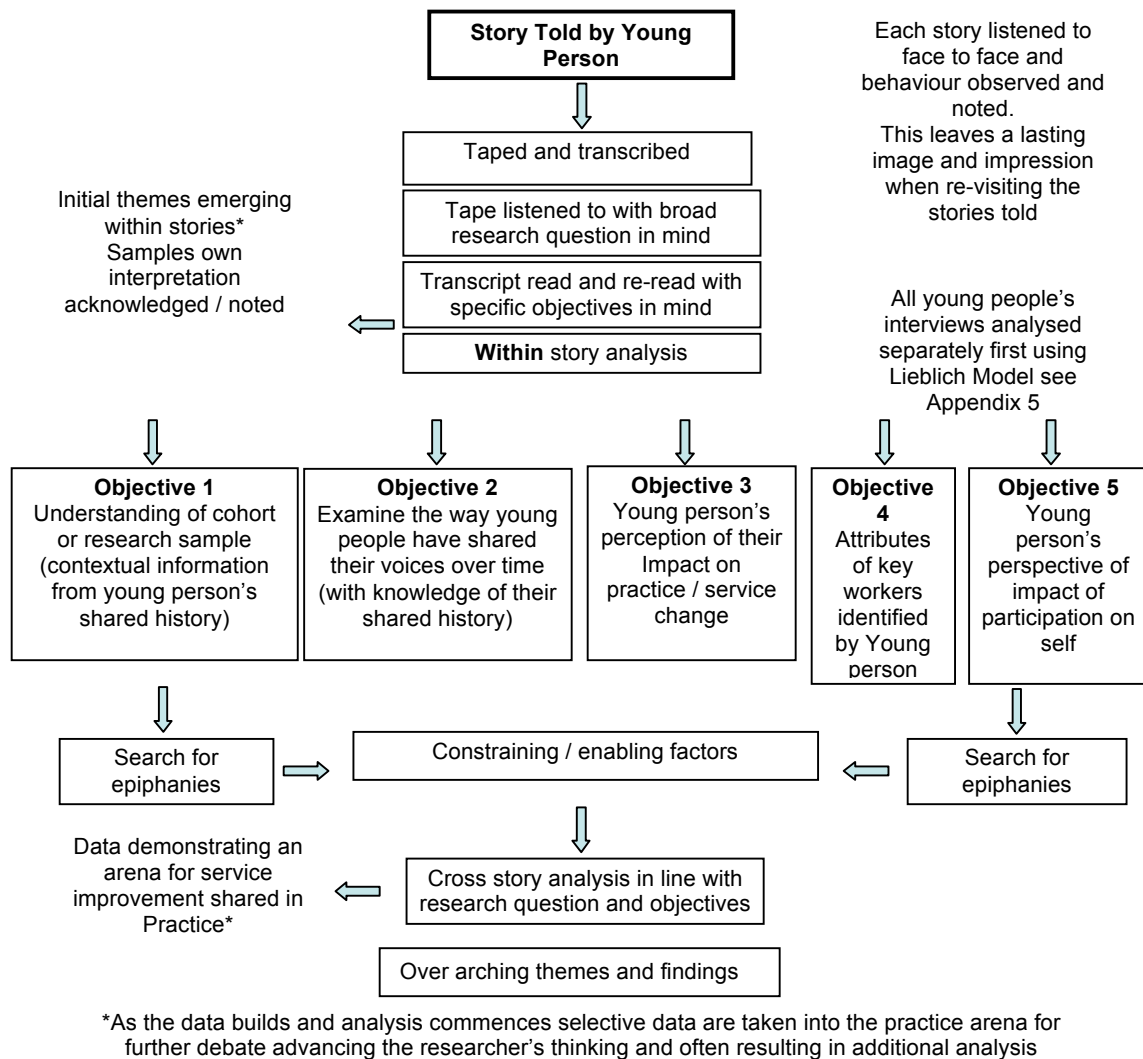 Story Told by Young
Person
Each story listened to
face to face and
behaviour observed and
noted.
This leaves a lasting
image and impression
when re-visiting the
stories told
Taped and transcribed
Initial themes emerging
within stories*
Samples own
interpretation
acknowledged / noted
Tape listened to with broad
research question in mind
Transcript read and re-read with
specific objectives in mind
Within story analysis
All young people’s
interviews analysed
separately first using
Lieblich Model see
Appendix 5
Objective 1
Understanding of cohort
or research sample
(contextual information
from young person’s
shared history)
Objective 2
Examine the way young
people have shared
their voices over time
(with knowledge of their
shared history)
Objective 3
Young person’s
perception of their
Impact on
practice / service
change
Objective
4
Attributes
of key
workers
identified
by Young
person
Objective 5
Young
person’s
perspective of
impact of
participation on
self
Search for
epiphanies
Constraining / enabling factors
Search for
epiphanies
Data demonstrating an
arena for service
improvement shared in
Practice*
Cross story analysis in line with
research question and objectives
Over arching themes and findings
*As the data builds and analysis commences selective data are taken into the practice arena for
further debate advancing the researcher’s thinking and often resulting in additional analysis